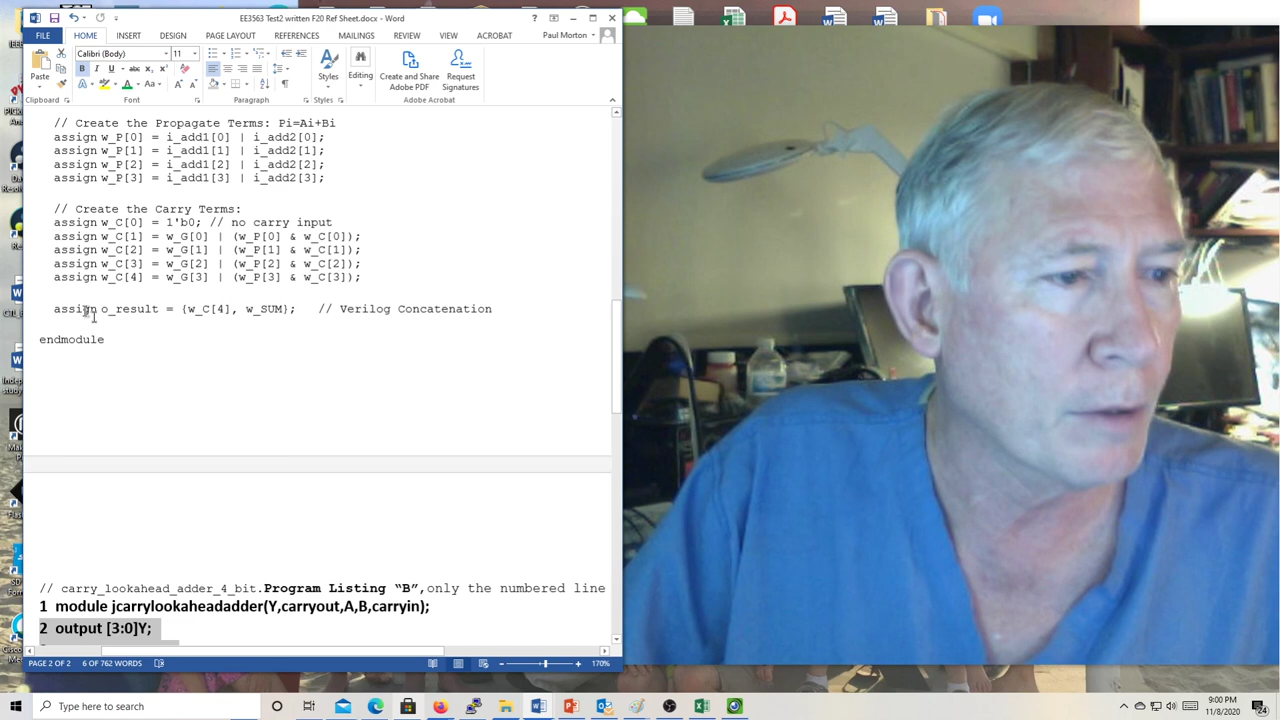 EE3563 Test2 written F20 Ref Sheet.docx - Word
FILE HOME INSERT DESIGN PAGE LAYOUT REFERENCES MAILINGS REVIEW VIEW ACROBAT Paul Morton
Calibri (Body) 11
Paste
Styles
Editing
Create and Share Adobe PDF
Request Signatures
Clipboard Font Paragraph Styles Adobe Acrobat
// Create the Propagate Terms: Pi=Ai+Bi
assign w_P[0] = i_add1[0] | i_add2[0];
assign w_P[1] = i_add1[1] | i_add2[1];
assign w_P[2] = i_add1[2] | i_add2[2];
assign w_P[3] = i_add1[3] | i_add2[3];
// Create the Carry Terms:
assign w_C[0] = 1'b0; // no carry input
assign w_C[1] = w_G[0] | (w_P[0] & w_C[0]);
assign w_C[2] = w_G[1] | (w_P[1] & w_C[1]);
assign w_C[3] = w_G[2] | (w_P[2] & w_C[2]);
assign w_C[4] = w_G[3] | (w_P[3] & w_C[3]);
assign o_result = {w_C[4], w_SUM}; // Verilog Concatenation
endmodule
// carry_lookahead_adder_4_bit.Program Listing “B”,only the numbered line
1 module jcarrylookaheadadder(Y,carryout,A,B,carryin);
2 output [3:0]Y;
PAGE 2 OF 2 6 OF 762 WORDS 170%
Type here to search
9:00 PM
11/8/2020
24